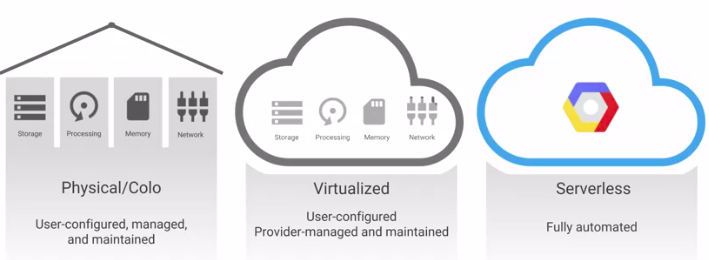 Storage
Processing
Memory
Network
Physical/Colo
User-configured, managed,
and maintained
Storage
Processing
Memory
Network
Virtualized
User-configured
Provider-managed and maintained
Serverless
Fully automated